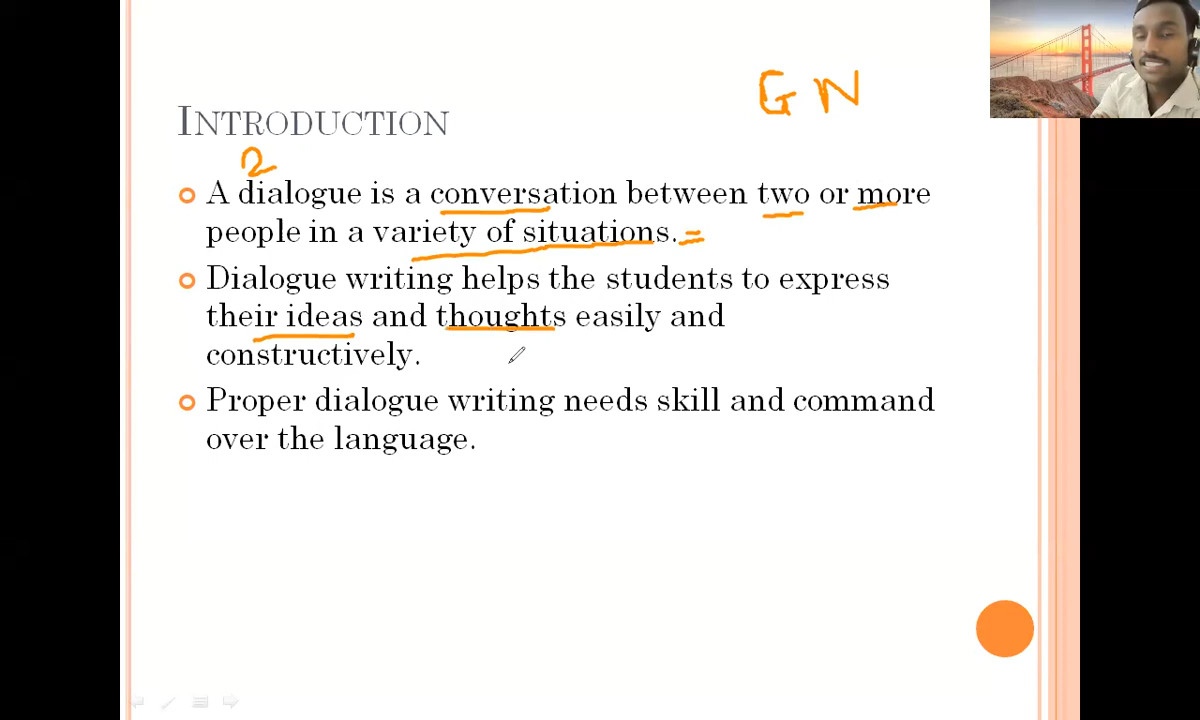 G N
INTRODUCTION
2
A dialogue is a conversation between two or more
people in a variety of situations. =
Dialogue writing helps the students to express
their ideas and thoughts easily and
constructively.
Proper dialogue writing needs skill and command
over the language.